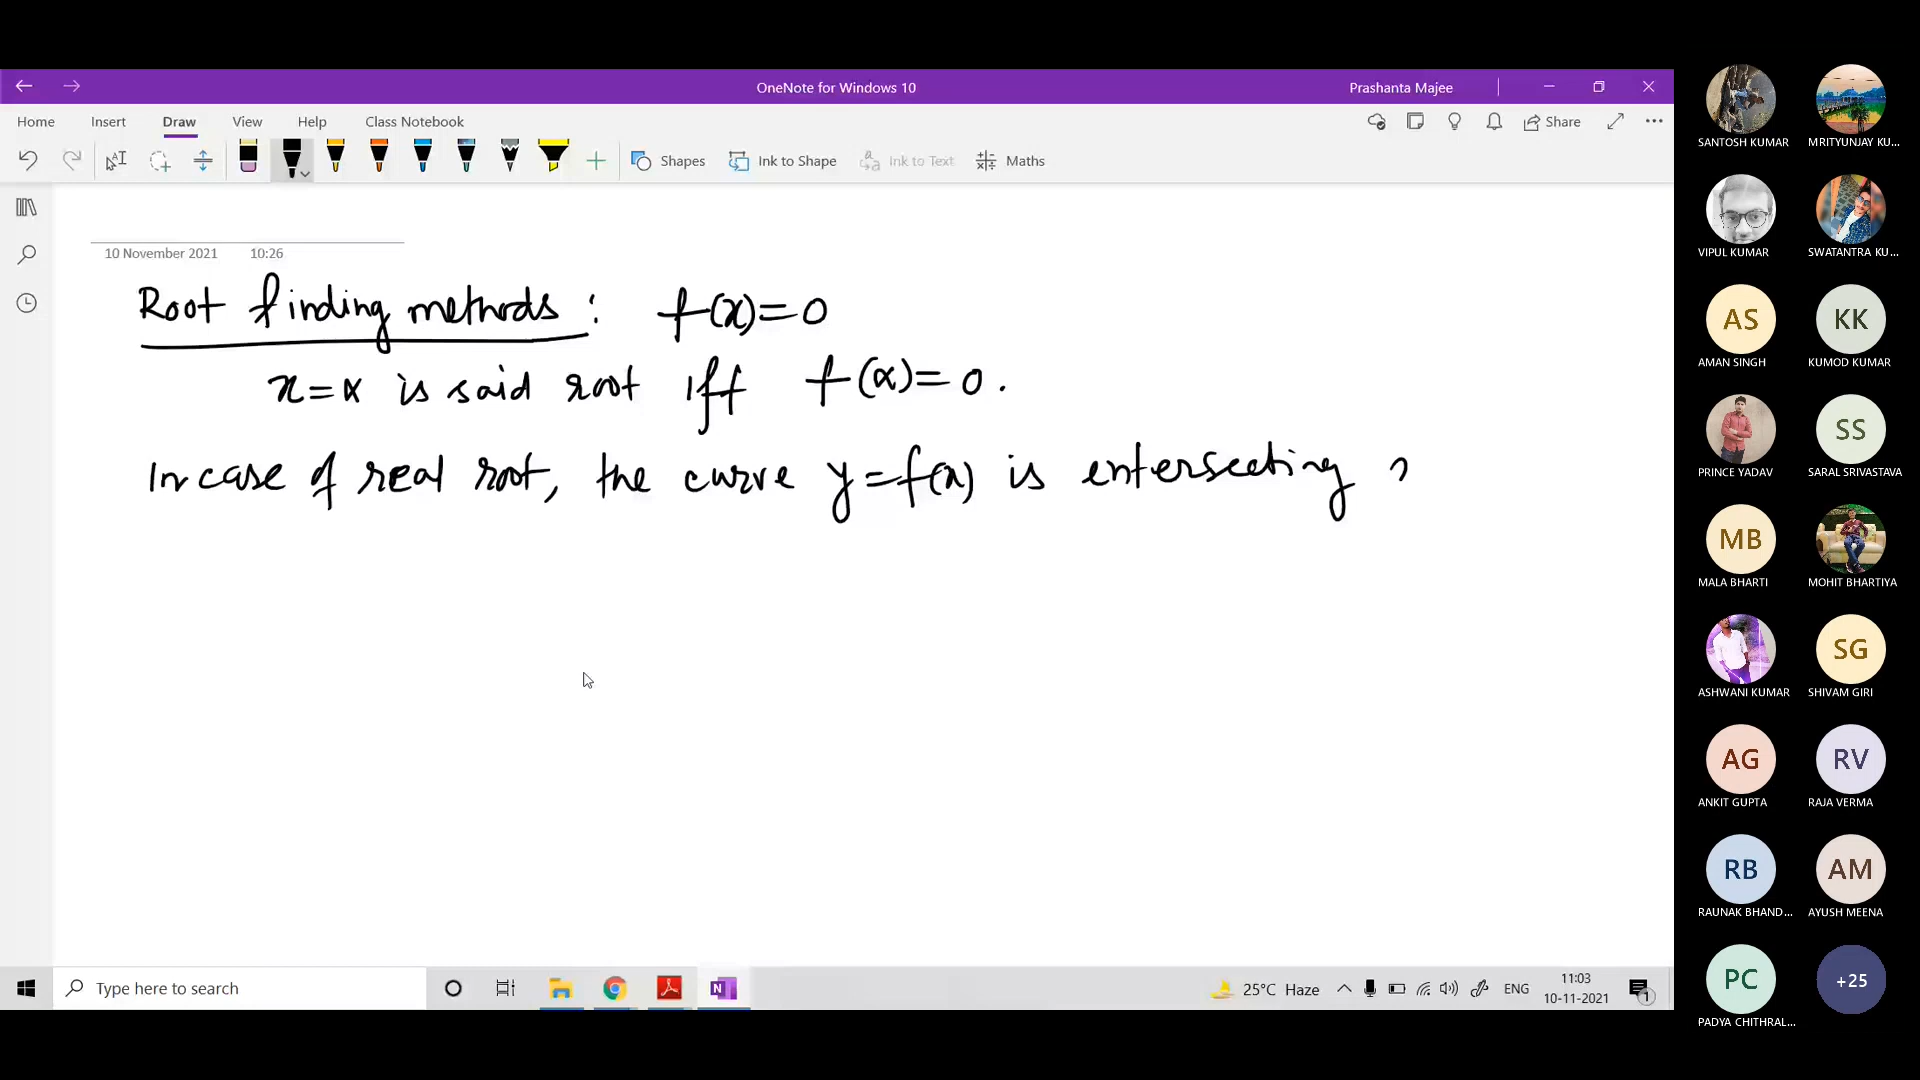 OneNote for Windows 10
Prashanta Majee
Home Insert Draw View Help Class Notebook
Share
Shapes Ink to Shape Ink to Text Maths
10 November 2021 10:26
Root finding methods: f(x)=0
x=α is said root iff f(α)=0.
In case of real root, the curve y=f(x) is entersecting
Type here to search
25°C Haze
ENG
11:03
10-11-2021
1
SANTOSH KUMAR
MRITYUNJAY KU...
VIPUL KUMAR
SWATANTRA KU...
AS
AMAN SINGH
KK
KUMOD KUMAR
PRINCE YADAV
SS
SARAL SRIVASTAVA
MB
MALA BHARTI
MOHIT BHARTIYA
ASHWANI KUMAR
SG
SHIVAM GIRI
AG
ANKIT GUPTA
RV
RAJA VERMA
RB
RAUNAK BHAND...
AM
AYUSH MEENA
PC
PADYA CHITHRAL...
+25